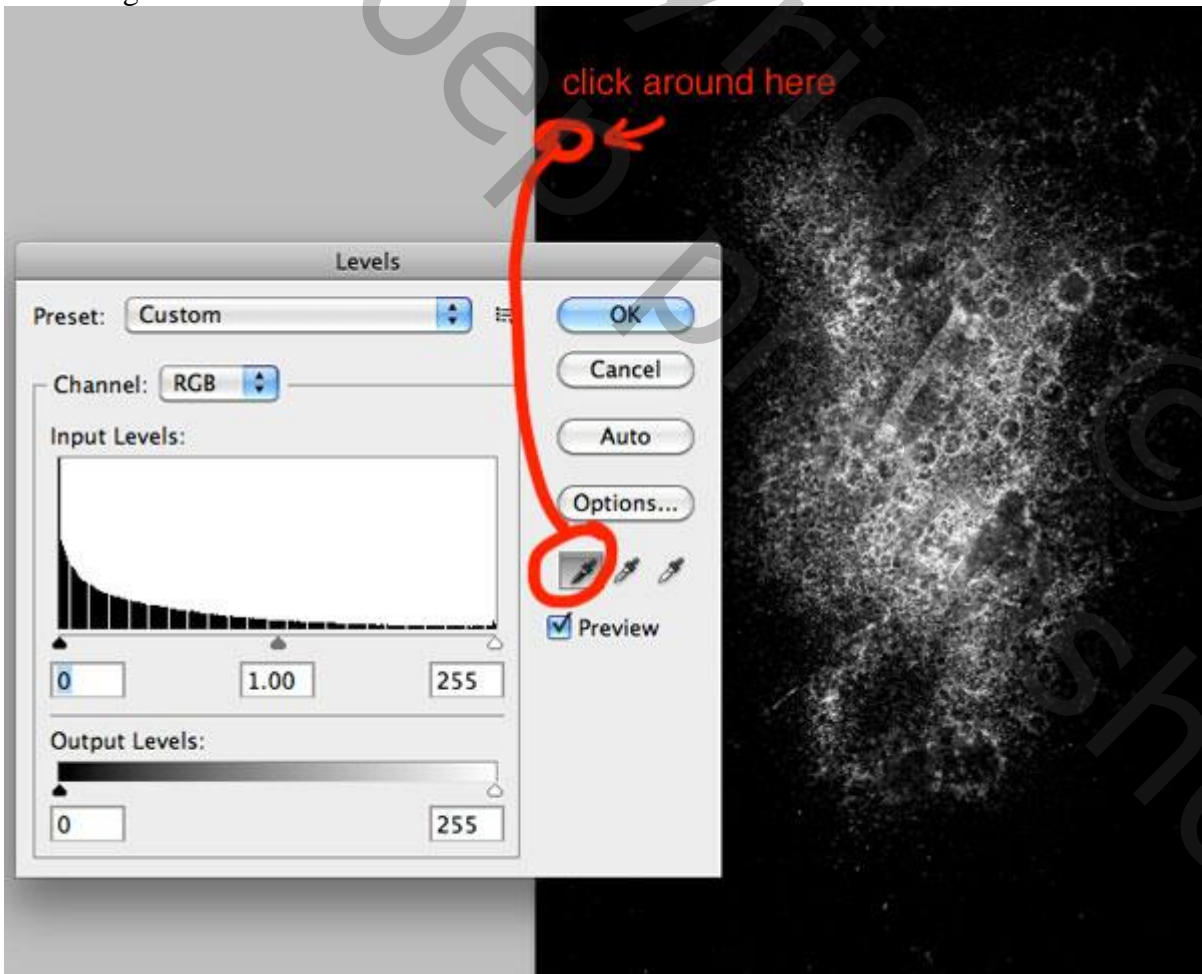 click around here
Levels
Preset: Custom
OK
Cancel
Channel: RGB
Input Levels:
Auto
Options...
Preview
0 1.00 255
Output Levels:
0 255